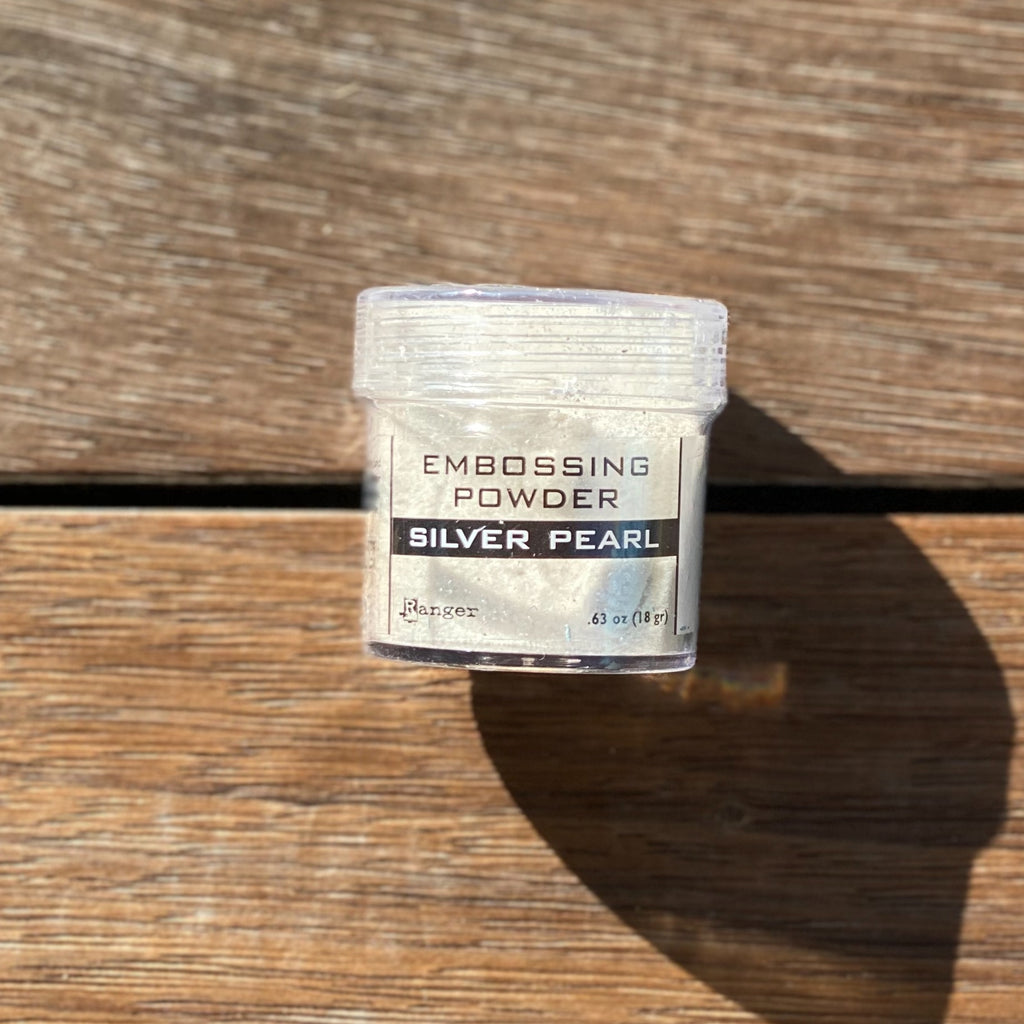 EMBOSSING
POWDER
SILVER PEARL
Ranger
.63 oz (18 gr)